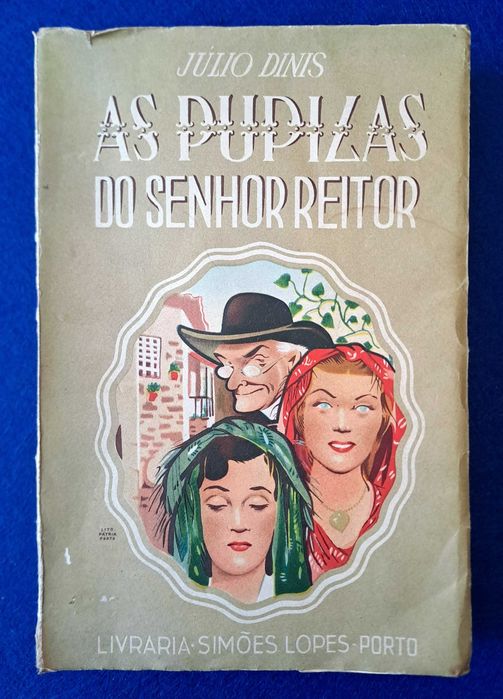 JÚLIO DINIS
AS PUPILAS
DO SENHOR REITOR
LITO
PÁTRIA
PORTO
LIVRARIA·SIMÕES LOPES·PORTO